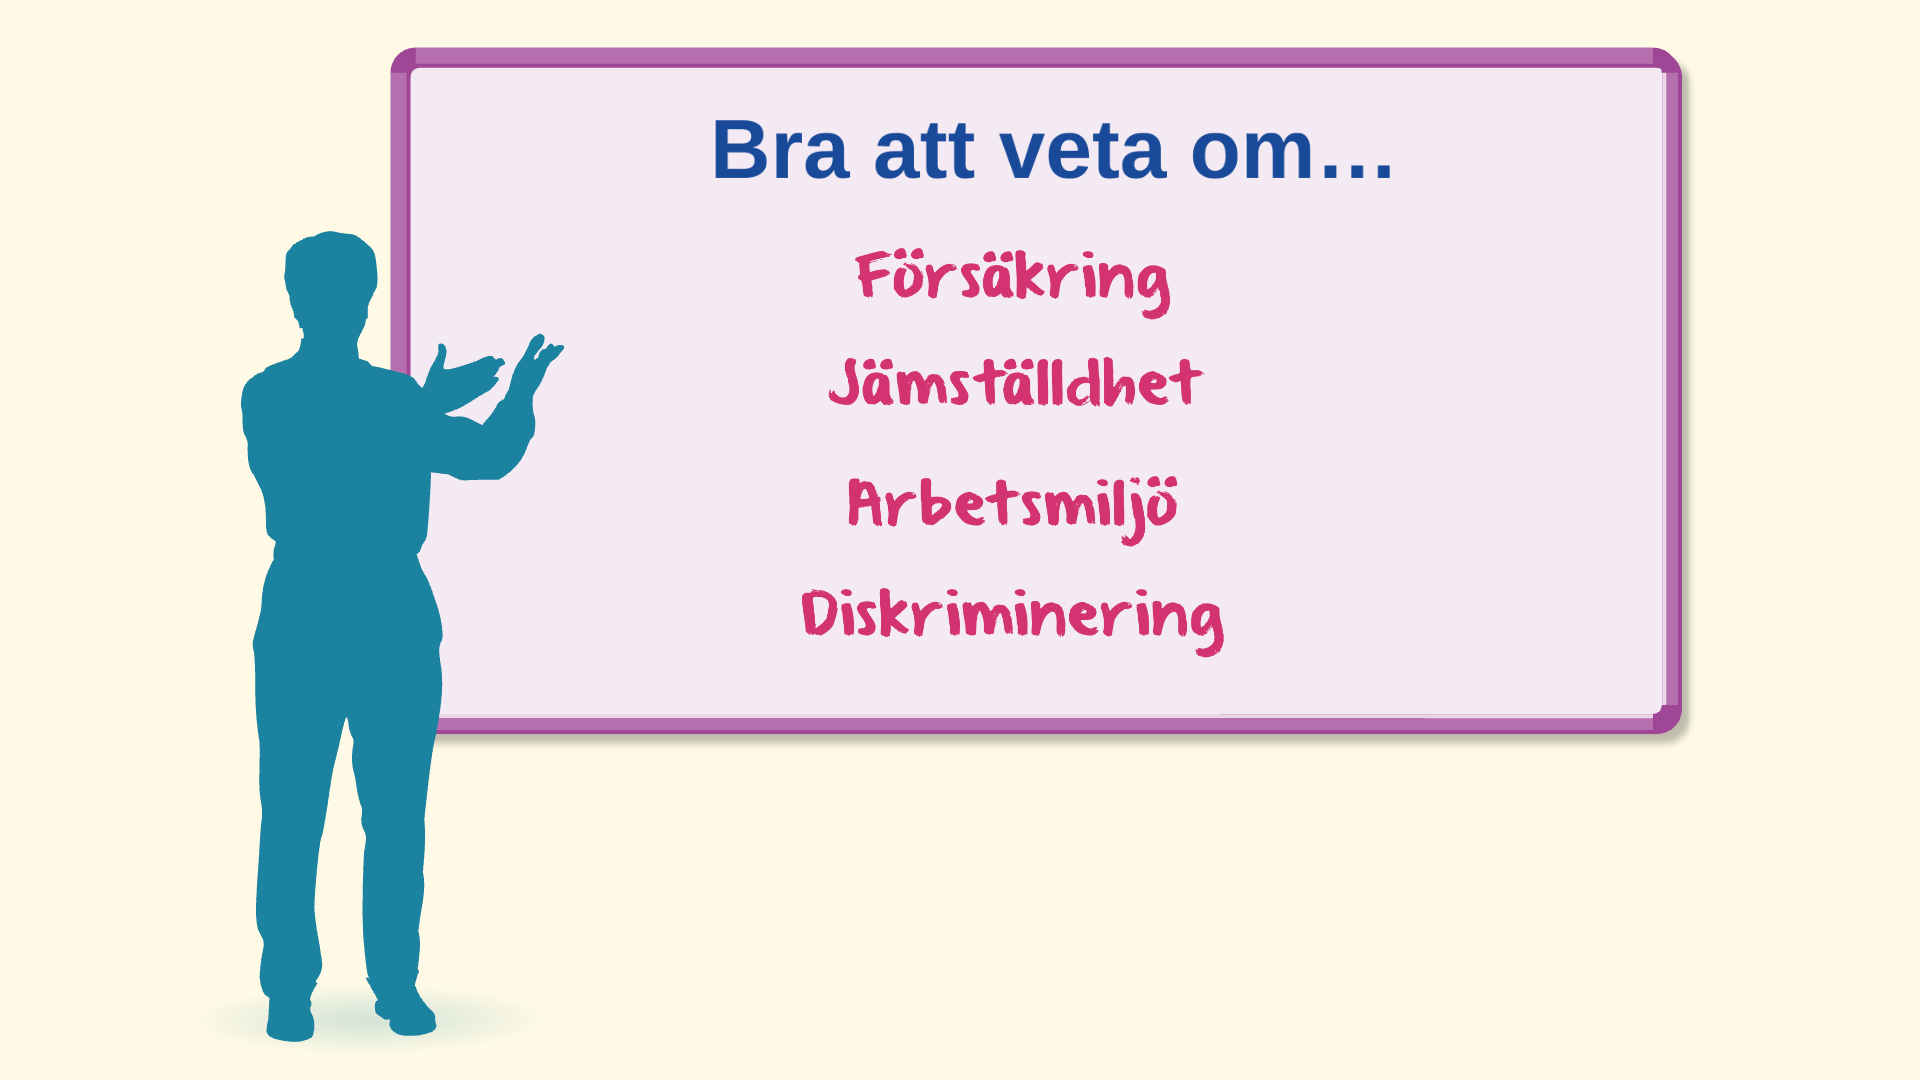 Bra att veta om...
Försäkring
Jämställdhet
Arbetsmiljö
Diskriminering